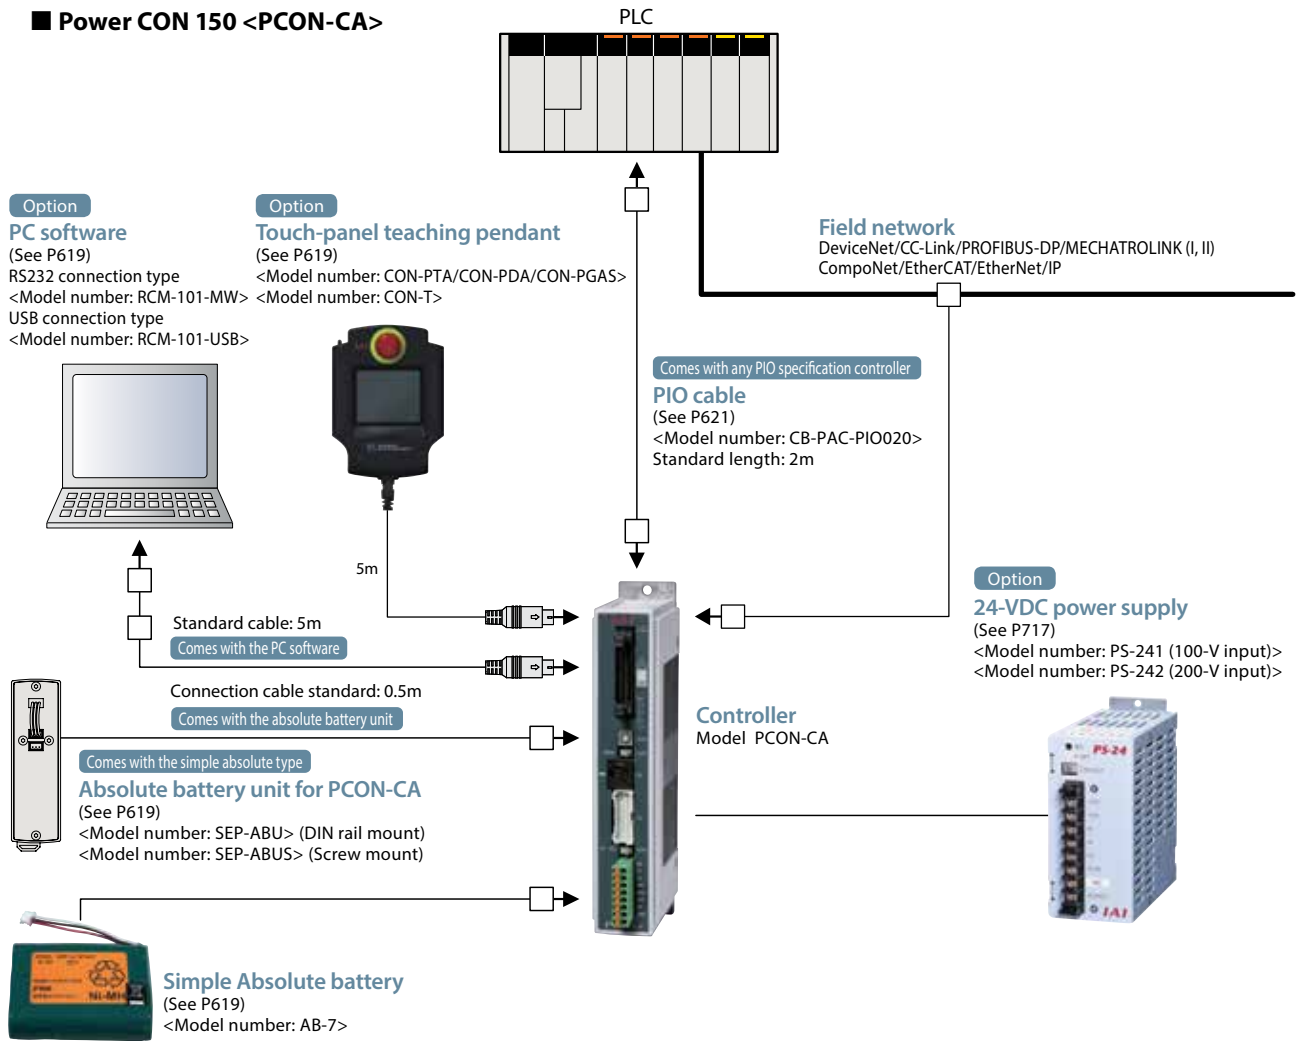 ■ Power CON 150 <PCON-CA>
PLC
Option
PC software
(See P619)
RS232 connection type
<Model number: RCM-101-MW>
USB connection type
<Model number: RCM-101-USB>
Option
Touch-panel teaching pendant
(See P619)
<Model number: CON-PTA/CON-PDA/CON-PGAS>
<Model number: CON-T>
Field network
DeviceNet/CC-Link/PROFIBUS-DP/MECHATROLINK (I, II)
CompoNet/EtherCAT/EtherNet/IP
Comes with any PIO specification controller
PIO cable
(See P621)
<Model number: CB-PAC-PIO020>
Standard length: 2m
5m
Standard cable: 5m
Comes with the PC software
Connection cable standard: 0.5m
Comes with the absolute battery unit
Comes with the simple absolute type
Absolute battery unit for PCON-CA
(See P619)
<Model number: SEP-ABU> (DIN rail mount)
<Model number: SEP-ABUS> (Screw mount)
Option
24-VDC power supply
(See P717)
<Model number: PS-241 (100-V input)>
<Model number: PS-242 (200-V input)>
Controller
Model PCON-CA
PS-24
IAI
Simple Absolute battery
(See P619)
<Model number: AB-7>
NI-MH